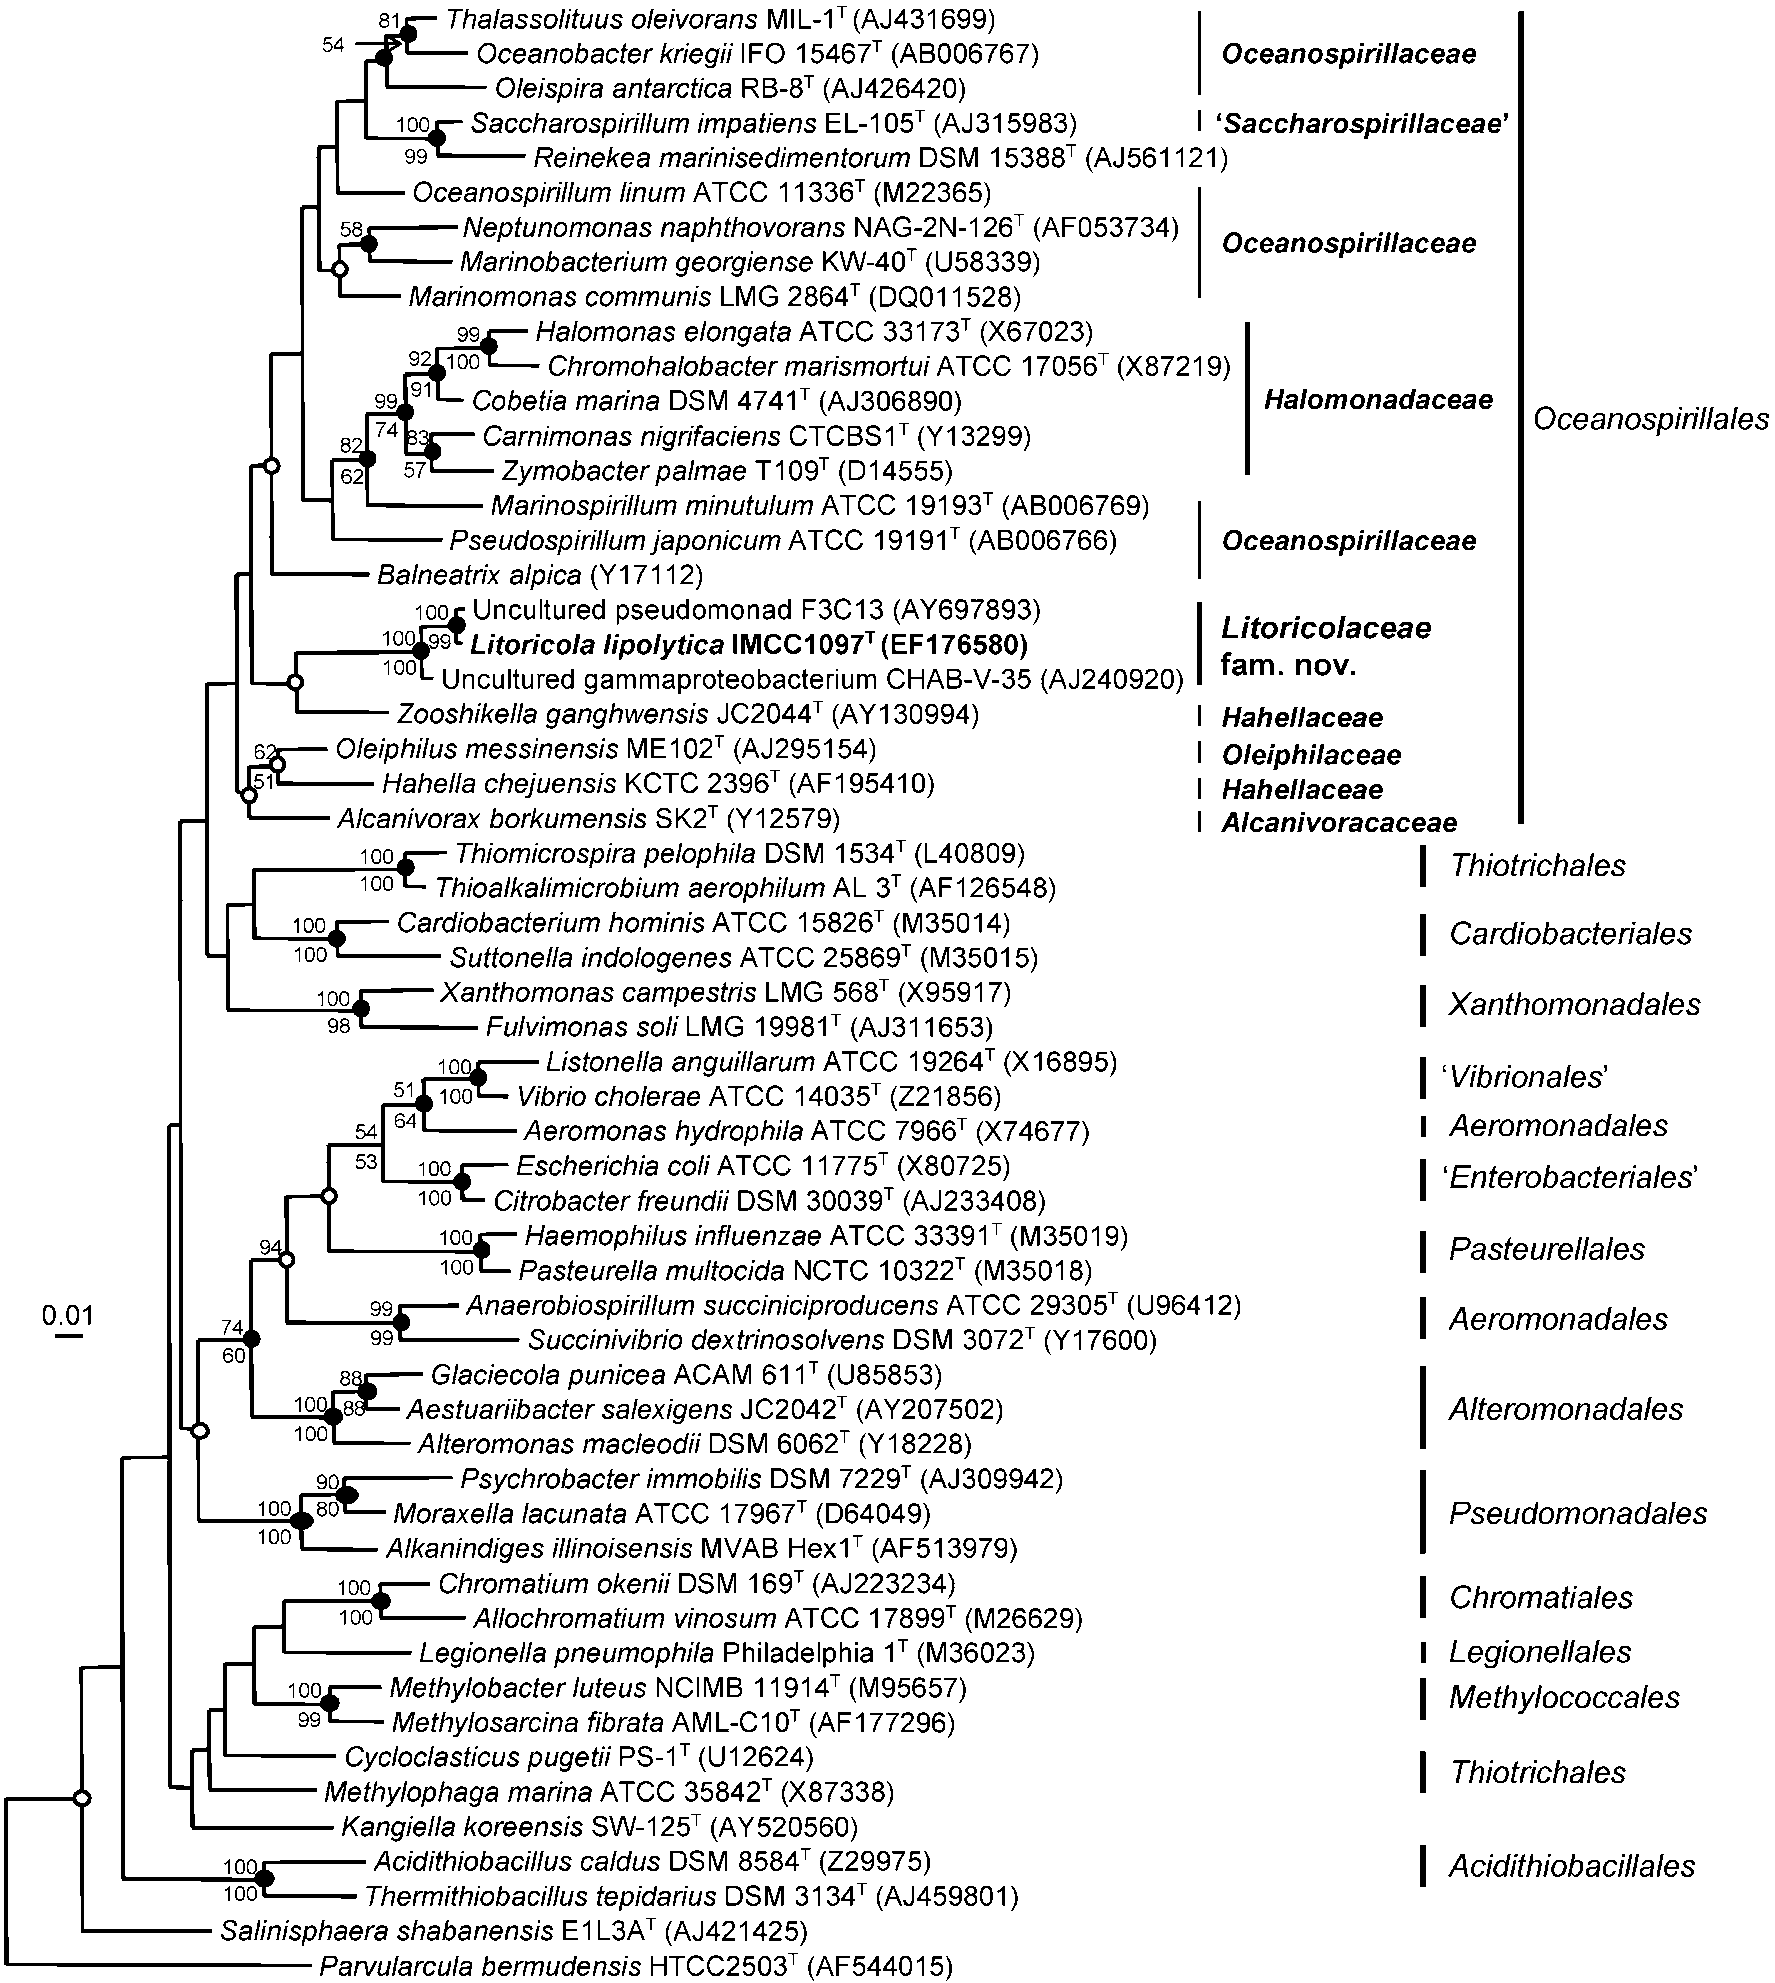 81
Thalassolituus oleivorans MIL-1ᵀ (AJ431699)
54
Oceanobacter kriegii IFO 15467ᵀ (AB006767)
Oceanospirillaceae
Oleispira antarctica RB-8ᵀ (AJ426420)
100
Saccharospirillum impatiens EL-105ᵀ (AJ315983)
‘Saccharospirillaceae’
99
Reinekea marinisedimentorum DSM 15388ᵀ (AJ561121)
Oceanospirillum linum ATCC 11336ᵀ (M22365)
58
Neptunomonas naphthovorans NAG-2N-126ᵀ (AF053734)
Oceanospirillaceae
Marinobacterium georgiense KW-40ᵀ (U58339)
Marinomonas communis LMG 2864ᵀ (DQ011528)
99
Halomonas elongata ATCC 33173ᵀ (X67023)
92
100
Chromohalobacter marismortui ATCC 17056ᵀ (X87219)
91
99
Cobetia marina DSM 4741ᵀ (AJ306890)
Halomonadaceae
Oceanospirillales
74
83
Carnimonas nigrifaciens CTCBS1ᵀ (Y13299)
82
62
57
Zymobacter palmae T109ᵀ (D14555)
Marinospirillum minutulum ATCC 19193ᵀ (AB006769)
Pseudospirillum japonicum ATCC 19191ᵀ (AB006766)
Oceanospirillaceae
Balneatrix alpica (Y17112)
100
Uncultured pseudomonad F3C13 (AY697893)
Litoricolaceae
100
99
Litoricola lipolytica IMCC1097ᵀ (EF176580)
fam. nov.
100
Uncultured gammaproteobacterium CHAB-V-35 (AJ240920)
Zooshikella ganghwensis JC2044ᵀ (AY130994)
Hahellaceae
62
Oleiphilus messinensis ME102ᵀ (AJ295154)
Oleiphilaceae
51
Hahella chejuensis KCTC 2396ᵀ (AF195410)
Hahellaceae
Alcanivorax borkumensis SK2ᵀ (Y12579)
Alcanivoracaceae
100
Thiomicrospira pelophila DSM 1534ᵀ (L40809)
Thiotrichales
100
Thioalkalimicrobium aerophilum AL 3ᵀ (AF126548)
100
Cardiobacterium hominis ATCC 15826ᵀ (M35014)
Cardiobacteriales
100
Suttonella indologenes ATCC 25869ᵀ (M35015)
100
Xanthomonas campestris LMG 568ᵀ (X95917)
Xanthomonadales
98
Fulvimonas soli LMG 19981ᵀ (AJ311653)
100
Listonella anguillarum ATCC 19264ᵀ (X16895)
‘Vibrionales’
51
100
Vibrio cholerae ATCC 14035ᵀ (Z21856)
64
54
Aeromonas hydrophila ATCC 7966ᵀ (X74677)
Aeromonadales
53
100
Escherichia coli ATCC 11775ᵀ (X80725)
‘Enterobacteriales’
100
Citrobacter freundii DSM 30039ᵀ (AJ233408)
94
100
Haemophilus influenzae ATCC 33391ᵀ (M35019)
Pasteurellales
100
Pasteurella multocida NCTC 10322ᵀ (M35018)
0.01
99
Anaerobiospirillum succiniciproducens ATCC 29305ᵀ (U96412)
Aeromonadales
74
60
99
Succinivibrio dextrinosolvens DSM 3072ᵀ (Y17600)
88
Glaciecola punicea ACAM 611ᵀ (U85853)
100
88
Aestuariibacter salexigens JC2042ᵀ (AY207502)
Alteromonadales
100
Alteromonas macleodii DSM 6062ᵀ (Y18228)
90
Psychrobacter immobilis DSM 7229ᵀ (AJ309942)
100
80
Moraxella lacunata ATCC 17967ᵀ (D64049)
Pseudomonadales
100
Alkanindiges illinoisensis MVAB Hex1ᵀ (AF513979)
100
Chromatium okenii DSM 169ᵀ (AJ223234)
Chromatiales
100
Allochromatium vinosum ATCC 17899ᵀ (M26629)
Legionella pneumophila Philadelphia 1ᵀ (M36023)
Legionellales
100
Methylobacter luteus NCIMB 11914ᵀ (M95657)
Methylococcales
99
Methylosarcina fibrata AML-C10ᵀ (AF177296)
Cycloclasticus pugetii PS-1ᵀ (U12624)
Thiotrichales
Methylophaga marina ATCC 35842ᵀ (X87338)
Kangiella koreensis SW-125ᵀ (AY520560)
100
Acidithiobacillus caldus DSM 8584ᵀ (Z29975)
Acidithiobacillales
100
Thermithiobacillus tepidarius DSM 3134ᵀ (AJ459801)
Salinisphaera shabanensis E1L3Aᵀ (AJ421425)
Parvularcula bermudensis HTCC2503ᵀ (AF544015)